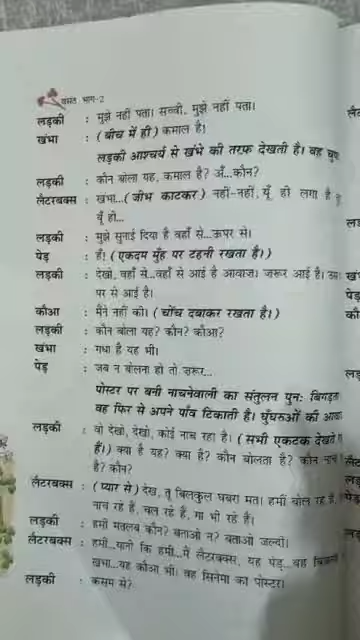 वसंत भाग-2
लड़की : मुझे नहीं पता। सच्ची, मुझे नहीं पता।
खंभा : (बीच में ही) कमाल है।
लड़की आश्चर्य से खंभे की तरफ़ देखती है। वह चुप
लड़की : कौन बोला यह, कमाल है? अँ...कौन?
लैटरबक्स : खंभा...(जीभ काटकर) नहीं-नहीं, यूँ ही लगा है
यूँ ही...
लड़की : मुझे सुनाई दिया है वहाँ से...ऊपर से।
पेड़ : हैं! (एकदम मुँह पर टहनी रखता है।)
लड़की : देखो, वहाँ से...वहाँ से आई है आवाज़। ज़रूर आई है।
पर से आई है।
कौआ : मैंने नहीं की। (चोंच दबाकर रखता है।)
लड़की : कौन बोला यह? कौन? कौआ?
खंभा : गधा है यह भी।
पेड़ : जब न बोलना हो तो ज़रूर...
पोस्टर पर बनी नाचनेवाली का संतुलन पुनः बिगड़ता
वह फिर से अपने पाँव टिकाती है। घुँघरुओं की आवा
लड़की : वो देखो, देखो, कोई नाच रहा है। (सभी एकटक देखते
हैं।) क्या है यह? क्या है? कौन बोलता है? कौन नाच
है? कौन?
लैटरबक्स : (प्यार से) देख, तू बिलकुल घबरा मत। हमीं बोल रहे हैं,
नाच रहे हैं, चल रहे हैं, गा भी रहे हैं।
लड़की : हमीं मतलब कौन? बताओ न? बताओ जल्दी।
लैटरबक्स : हमीं...यानी कि हमीं...मैं लैटरबक्स, यह पेड़...वह बिजली
खंभा...यह कौआ भी। वह सिनेमा का पोस्टर।
लड़की : कसम से?